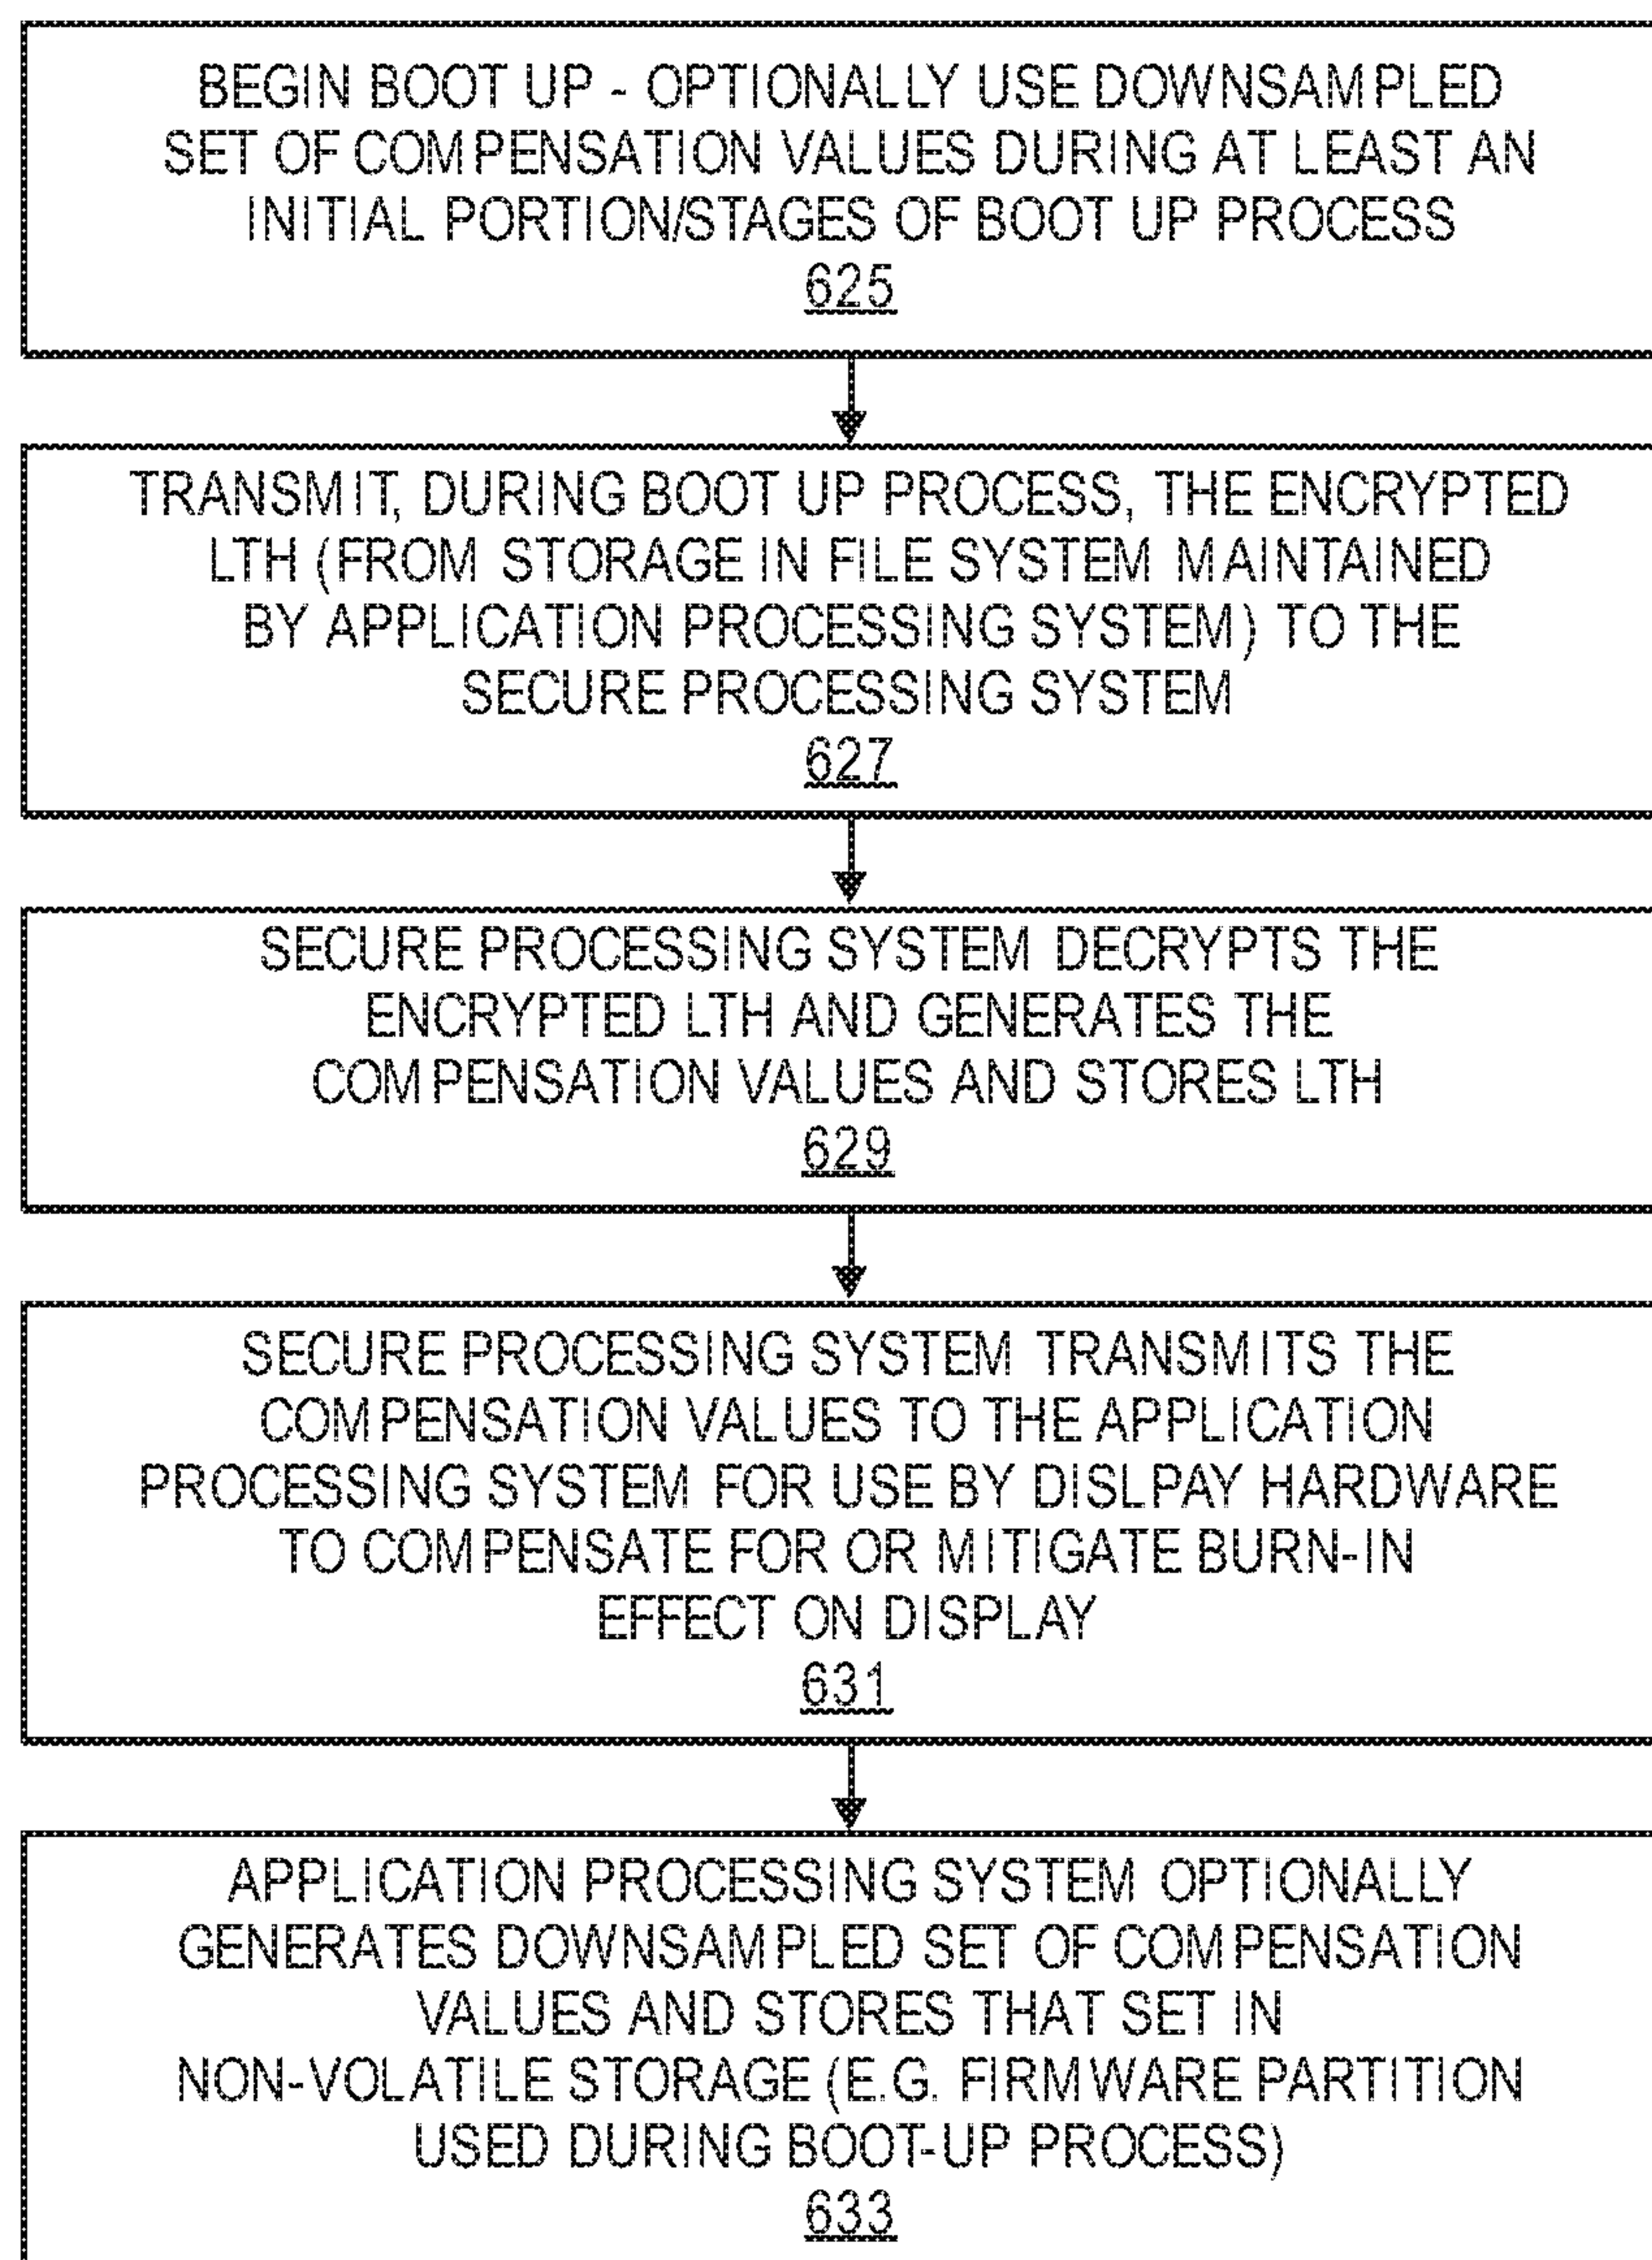 BEGIN BOOT UP - OPTIONALLY USE DOWNSAMPLED
SET OF COMPENSATION VALUES DURING AT LEAST AN
INITIAL PORTION/STAGES OF BOOT UP PROCESS
625
TRANSMIT, DURING BOOT UP PROCESS, THE ENCRYPTED
LTH (FROM STORAGE IN FILE SYSTEM MAINTAINED
BY APPLICATION PROCESSING SYSTEM) TO THE
SECURE PROCESSING SYSTEM
627
SECURE PROCESSING SYSTEM DECRYPTS THE
ENCRYPTED LTH AND GENERATES THE
COMPENSATION VALUES AND STORES LTH
629
SECURE PROCESSING SYSTEM TRANSMITS THE
COMPENSATION VALUES TO THE APPLICATION
PROCESSING SYSTEM FOR USE BY DISLPAY HARDWARE
TO COMPENSATE FOR OR MITIGATE BURN-IN
EFFECT ON DISPLAY
631
APPLICATION PROCESSING SYSTEM OPTIONALLY
GENERATES DOWNSAMPLED SET OF COMPENSATION
VALUES AND STORES THAT SET IN
NON-VOLATILE STORAGE (E.G. FIRMWARE PARTITION
USED DURING BOOT-UP PROCESS)
633